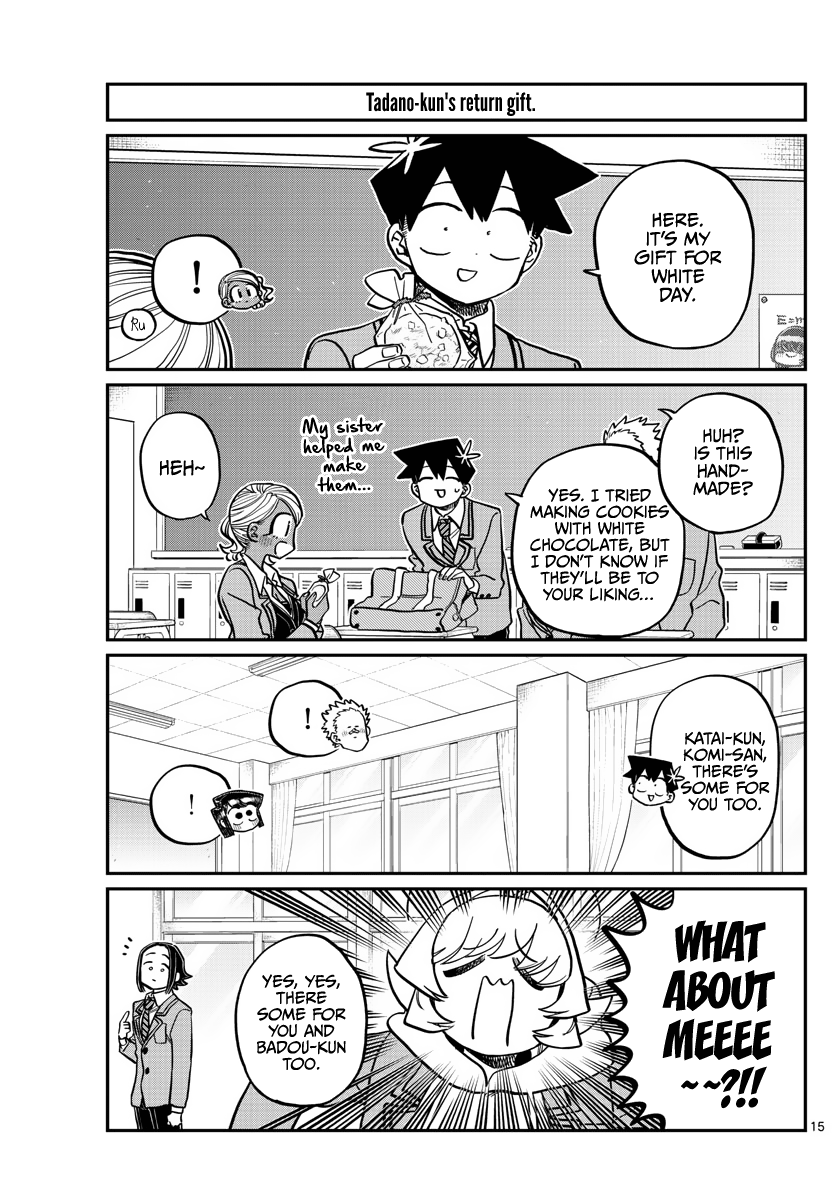 Tadano-kun's return gift.
HERE.
IT'S MY
GIFT FOR
WHITE
DAY.
!
Ru
HUH?
IS THIS
HAND-
MADE?
YES. I TRIED
MAKING COOKIES
WITH WHITE
CHOCOLATE, BUT
I DON'T KNOW IF
THEY'LL BE TO
YOUR LIKING...
My sister
helped me
make
them...
HEH~
KATAI-KUN,
KOMI-SAN,
THERE'S
SOME FOR
YOU TOO.
!
!
WHAT
ABOUT
MEEEE
~~?!!
YES, YES,
THERE
SOME FOR
YOU AND
BADOU-KUN
TOO.
15